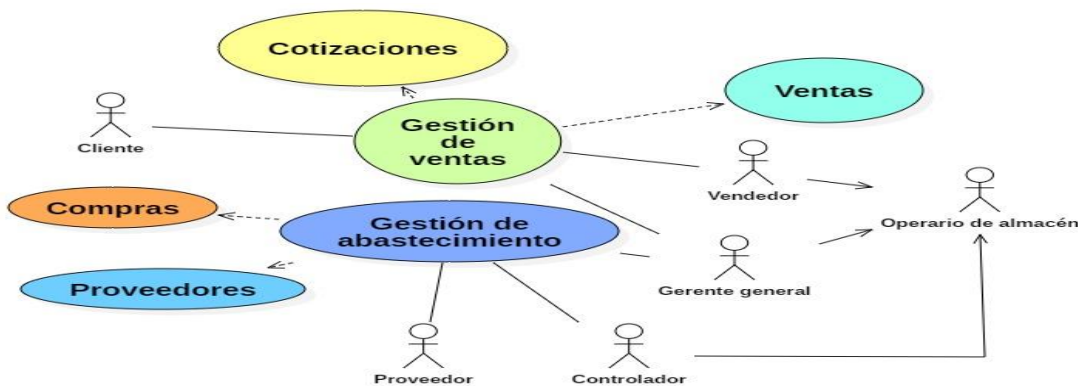 Cotizaciones
Ventas
Gestión
de
ventas
Cliente
Vendedor
Compras
Gestión de
abastecimiento
Operario de almacén
Proveedores
Gerente general
Proveedor
Controlador